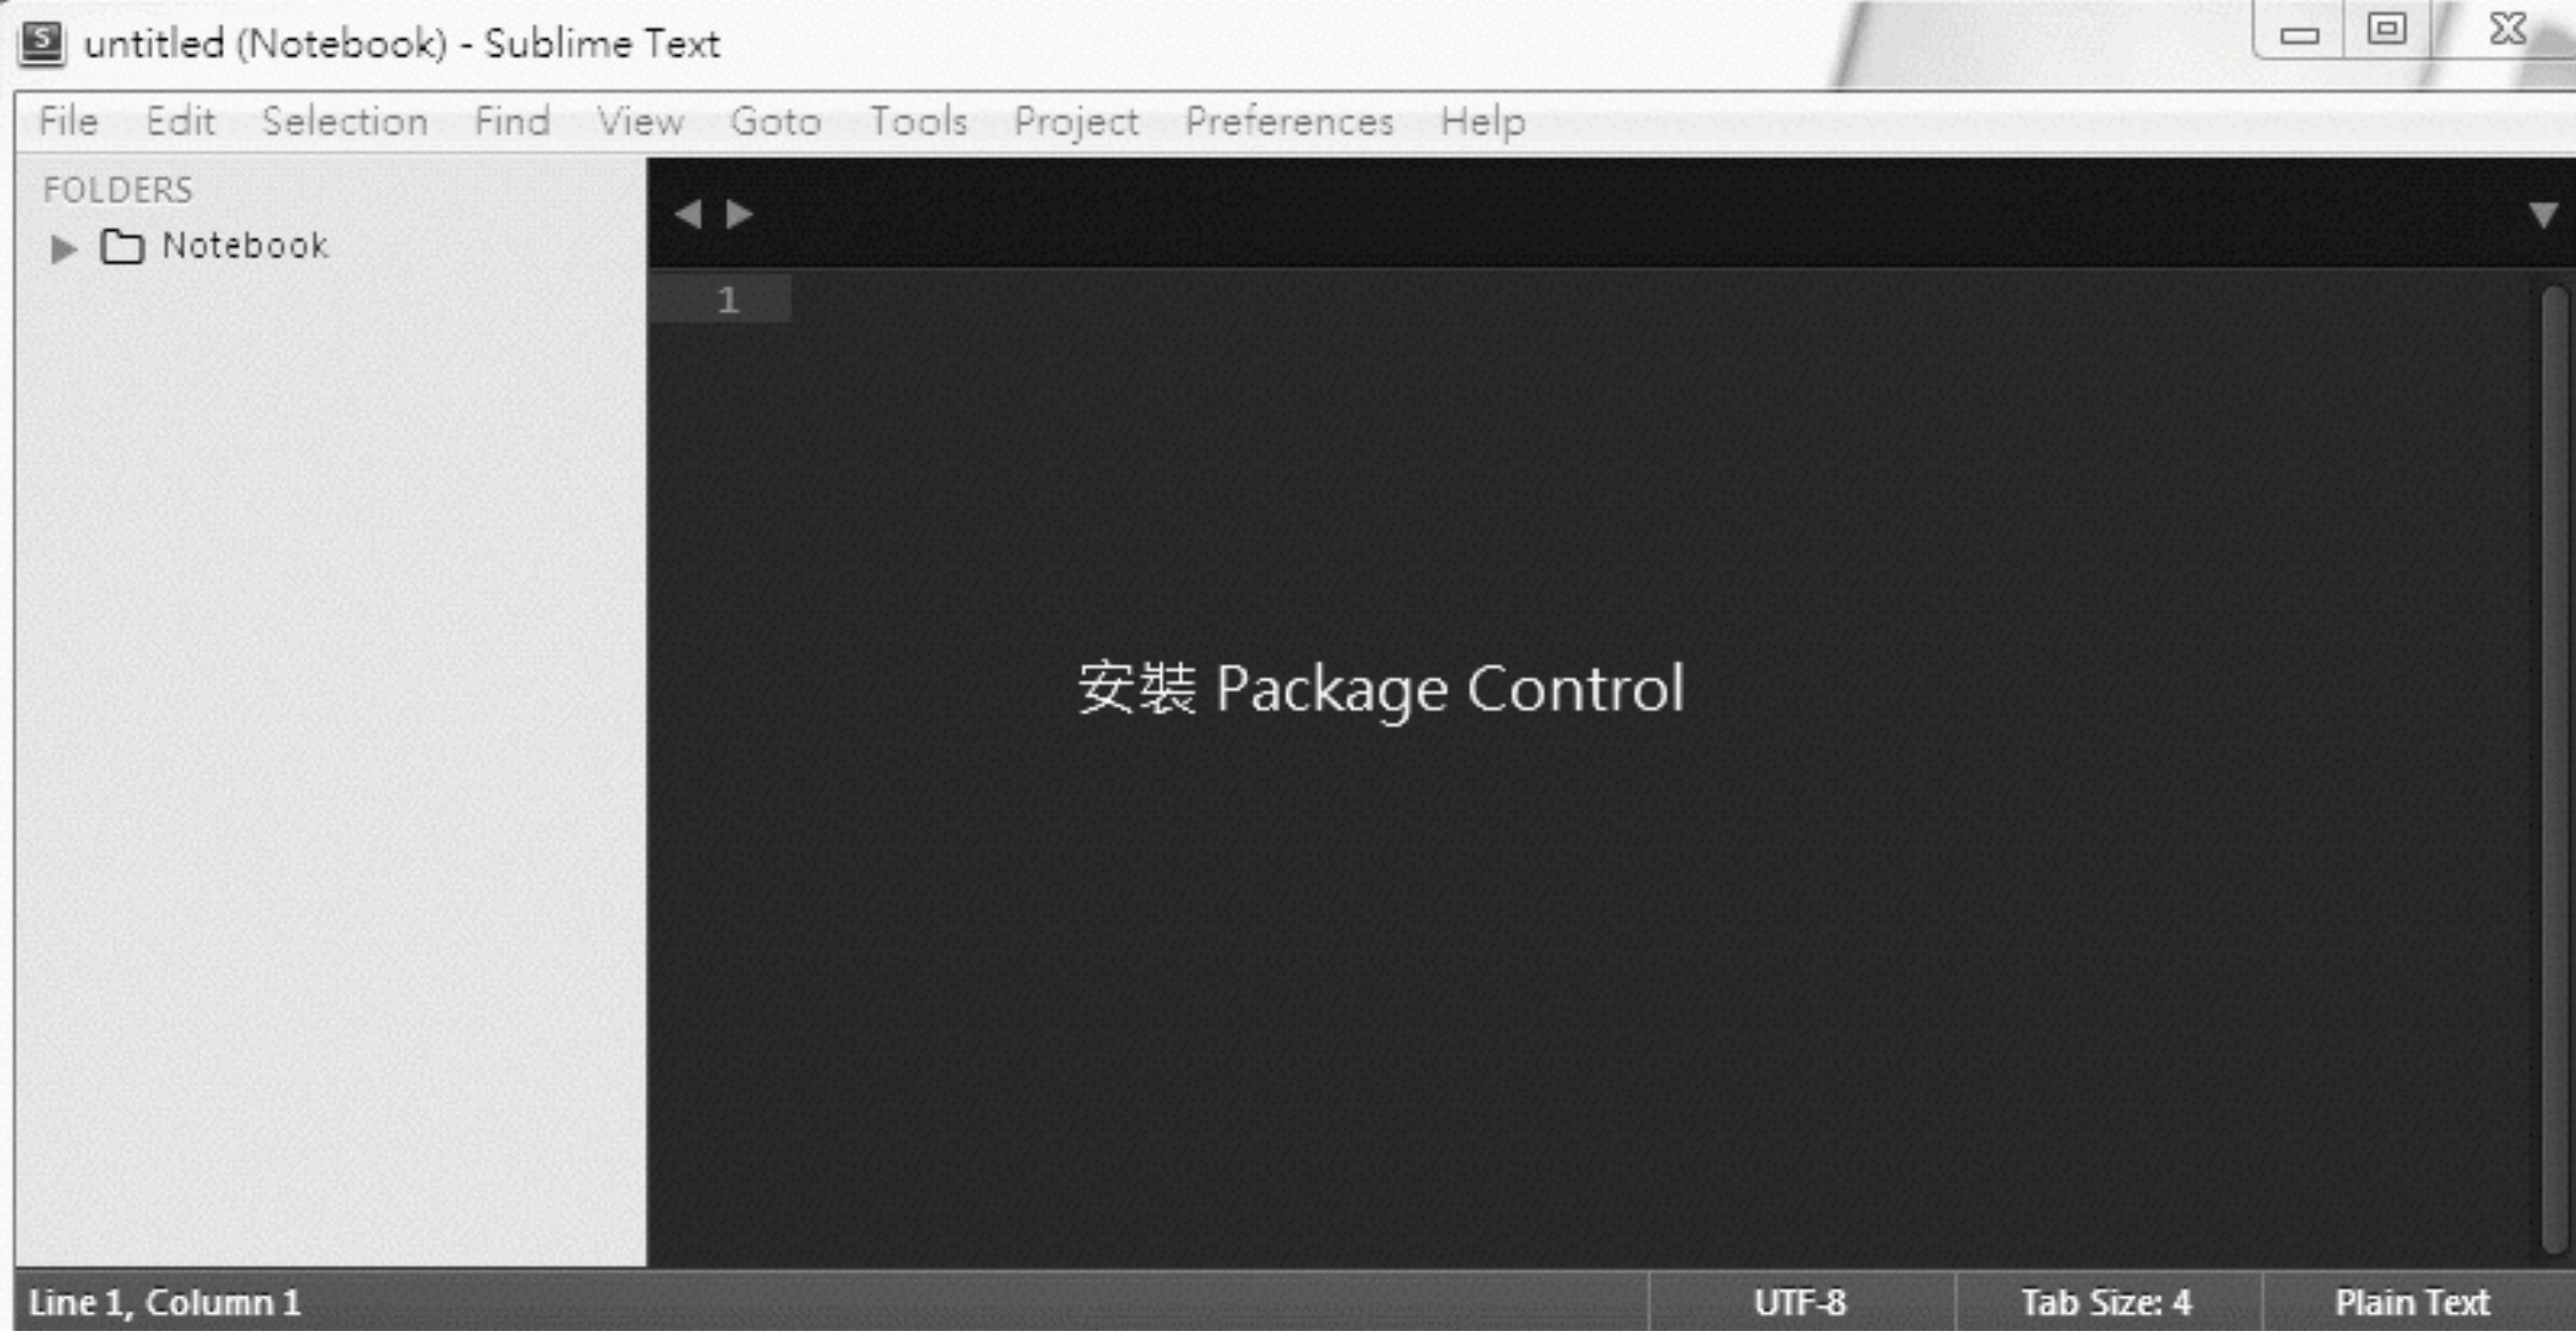 untitled (Notebook) - Sublime Text
File Edit Selection Find View Goto Tools Project Preferences Help
FOLDERS
Notebook
1
安裝 Package Control
Line 1, Column 1 UTF-8 Tab Size: 4 Plain Text